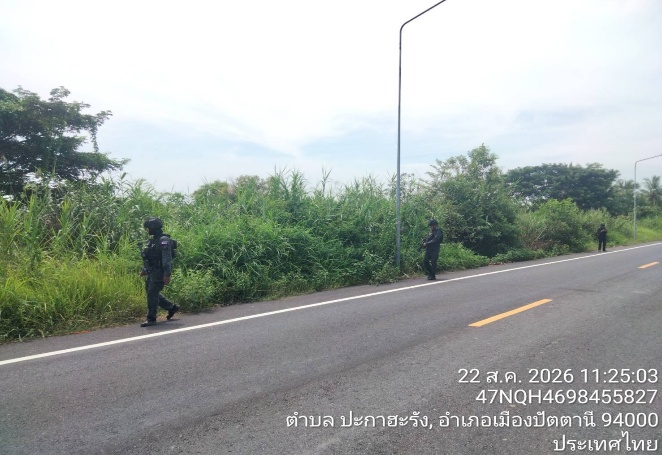 22 ส.ค. 2026 11:25:03
47NQH4698455827
ตำบล ปะกาฮะรัง, อำเภอเมืองปัตตานี 94000
ประเทศไทย